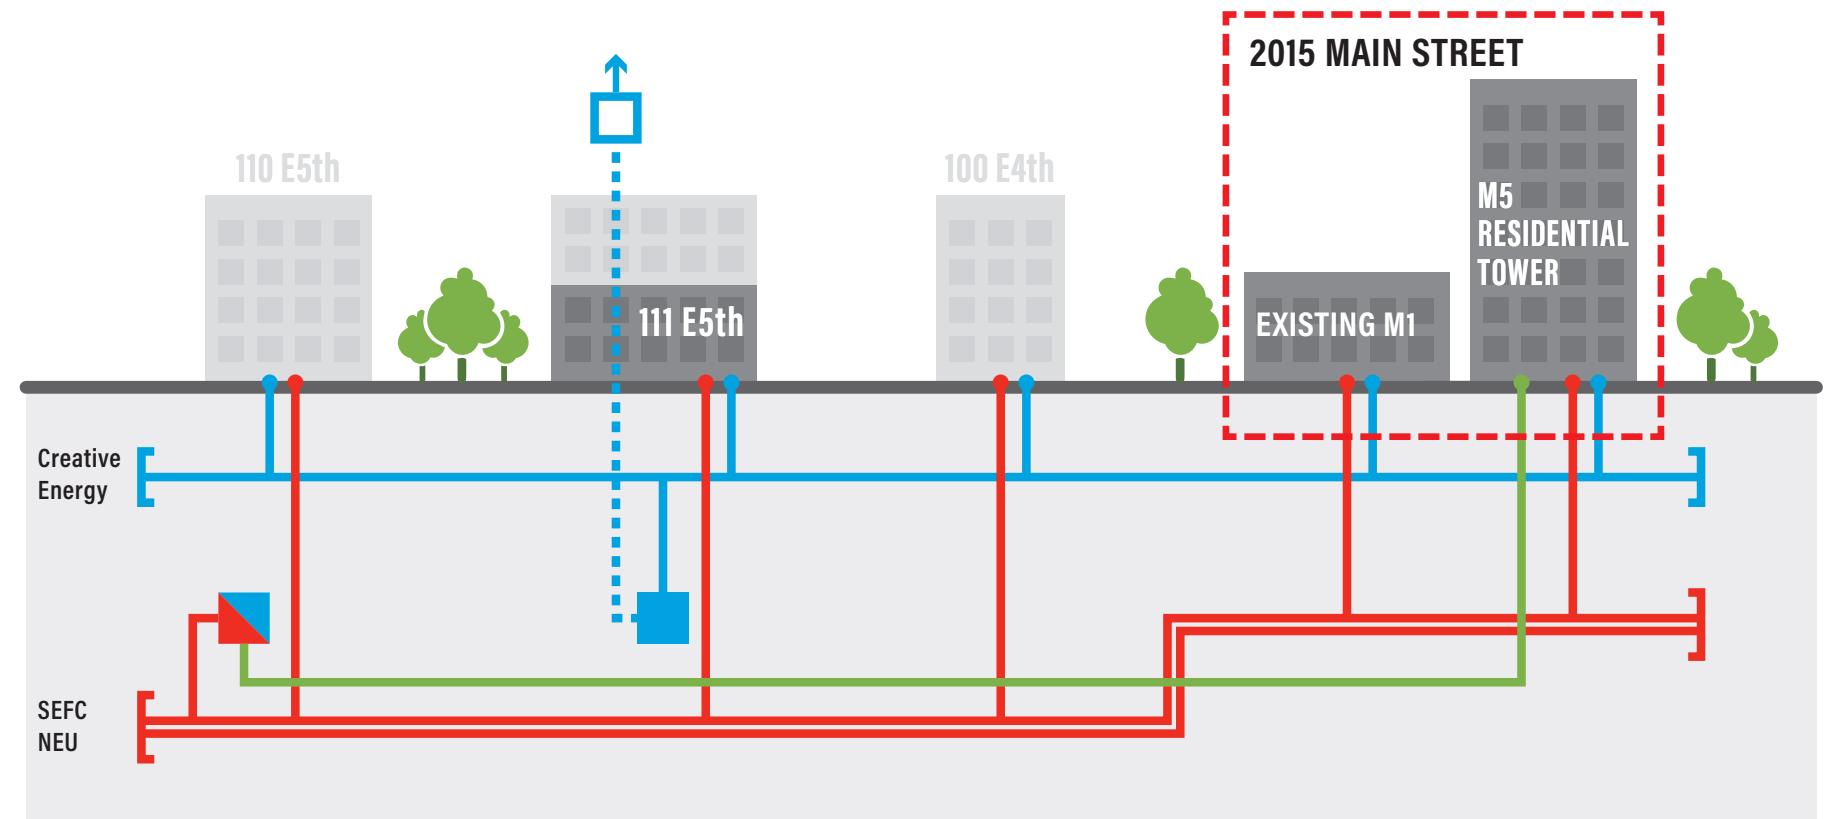 2015 MAIN STREET
110 E5th
100 E4th
M5
RESIDENTIAL
TOWER
111 E5th
EXISTING M1
Creative
Energy
SEFC
NEU